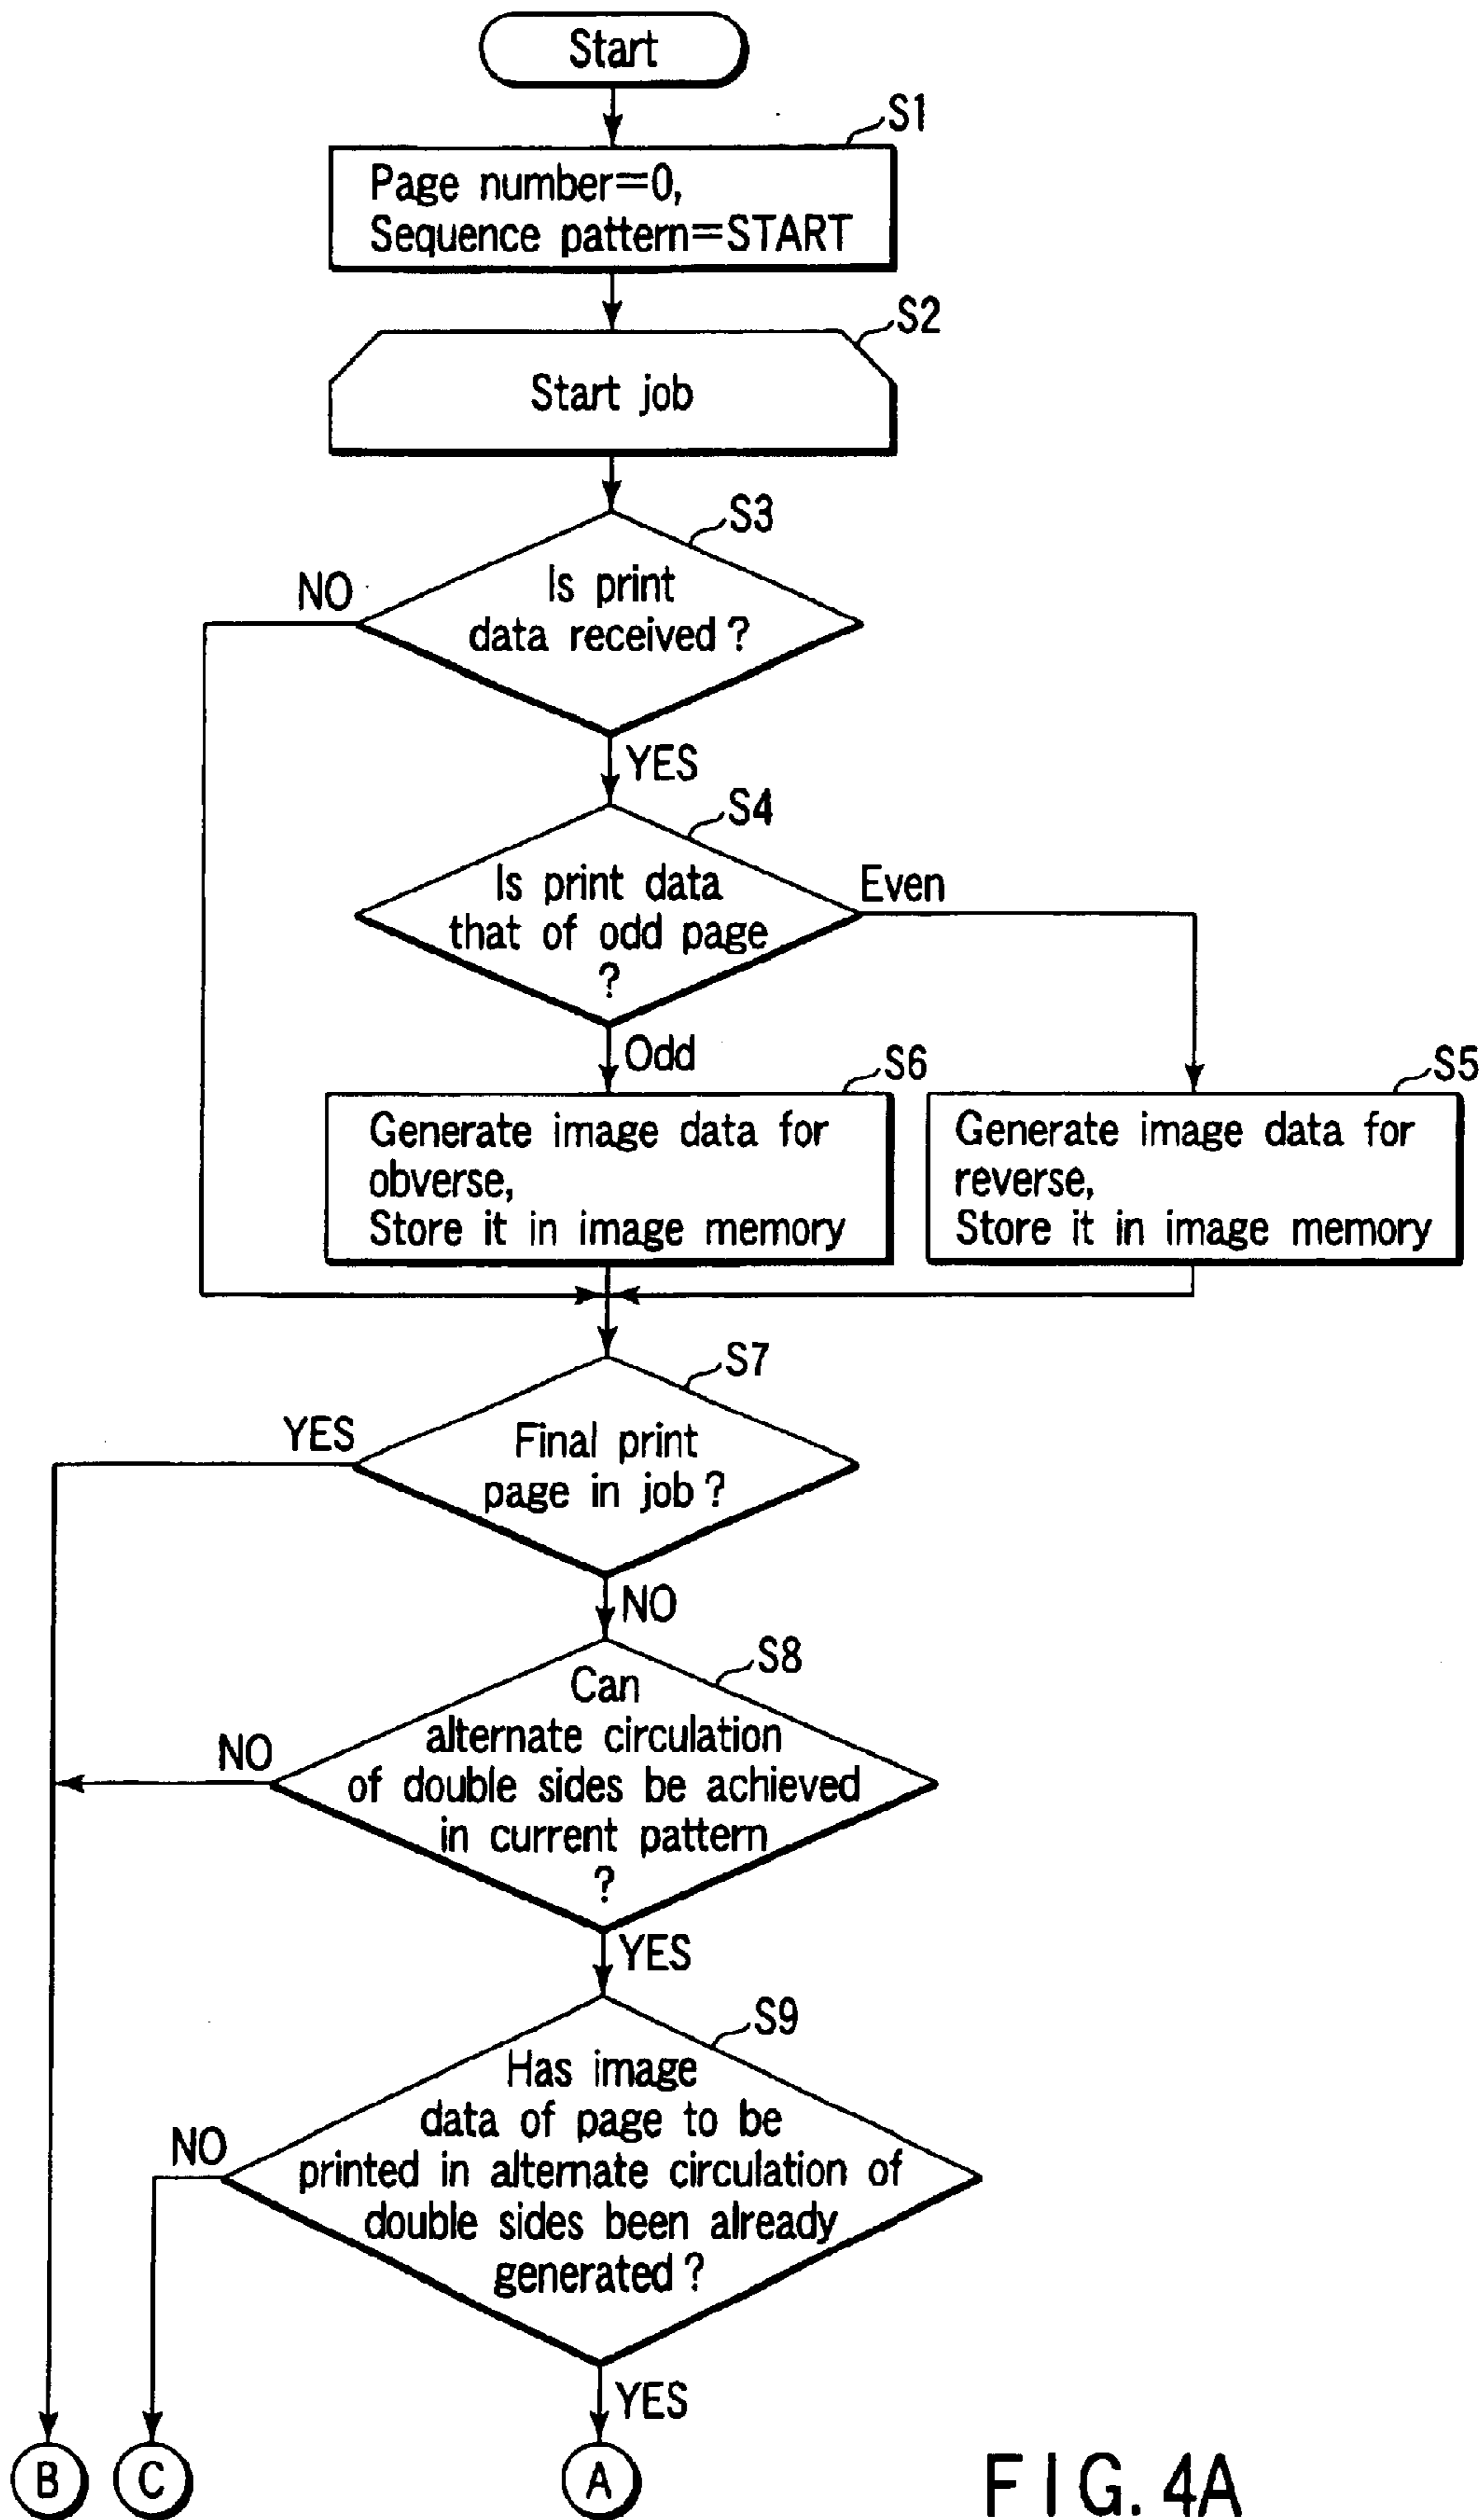 Start
S1
Page number=0,
Sequence pattern=START
S2
Start job
S3
NO
Is print
data received?
YES
S4
Is print data
that of odd page
?
Even
Odd
S6
S5
Generate image data for
obverse,
Store it in image memory
Generate image data for
reverse,
Store it in image memory
S7
YES
Final print
page in job?
NO
S8
Can
alternate circulation
of double sides be achieved
in current pattern
?
NO
YES
S9
Has image
data of page to be
printed in alternate circulation of
double sides been already
generated?
NO
YES
B
C
A
FIG. 4A